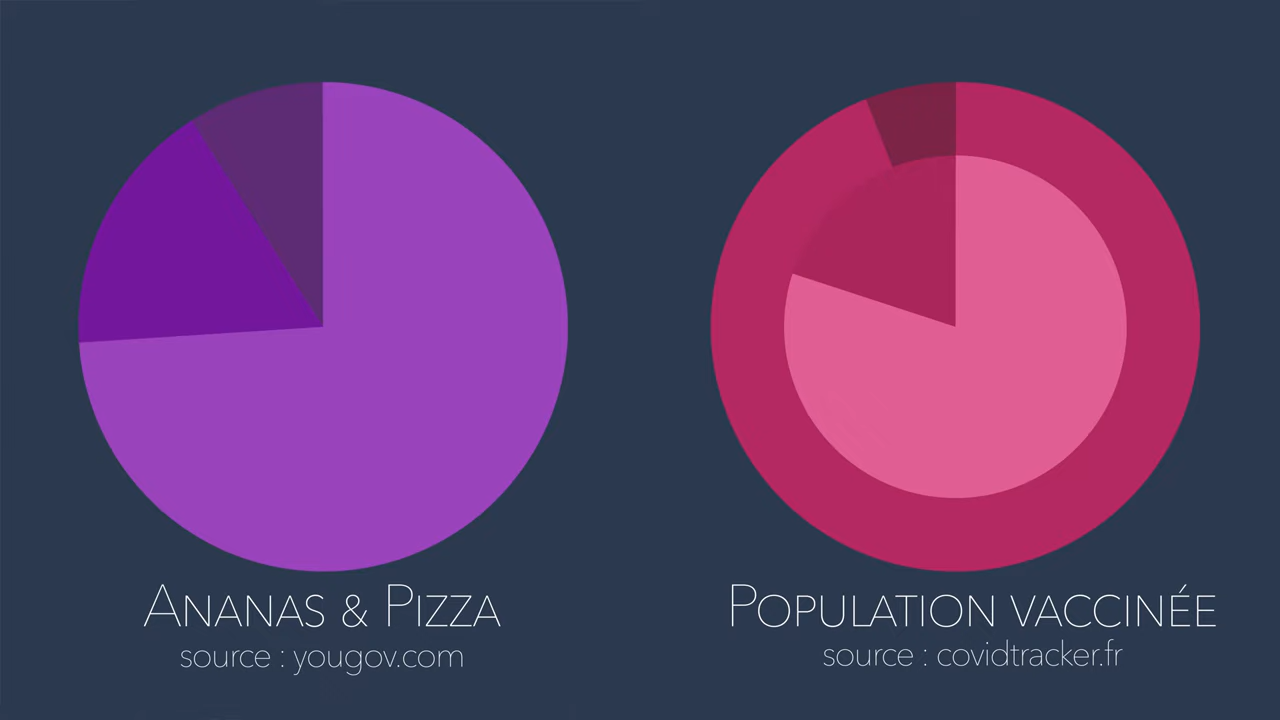 Ananas & Pizza
source : yougov.com
Population vaccinée
source : covidtracker.fr